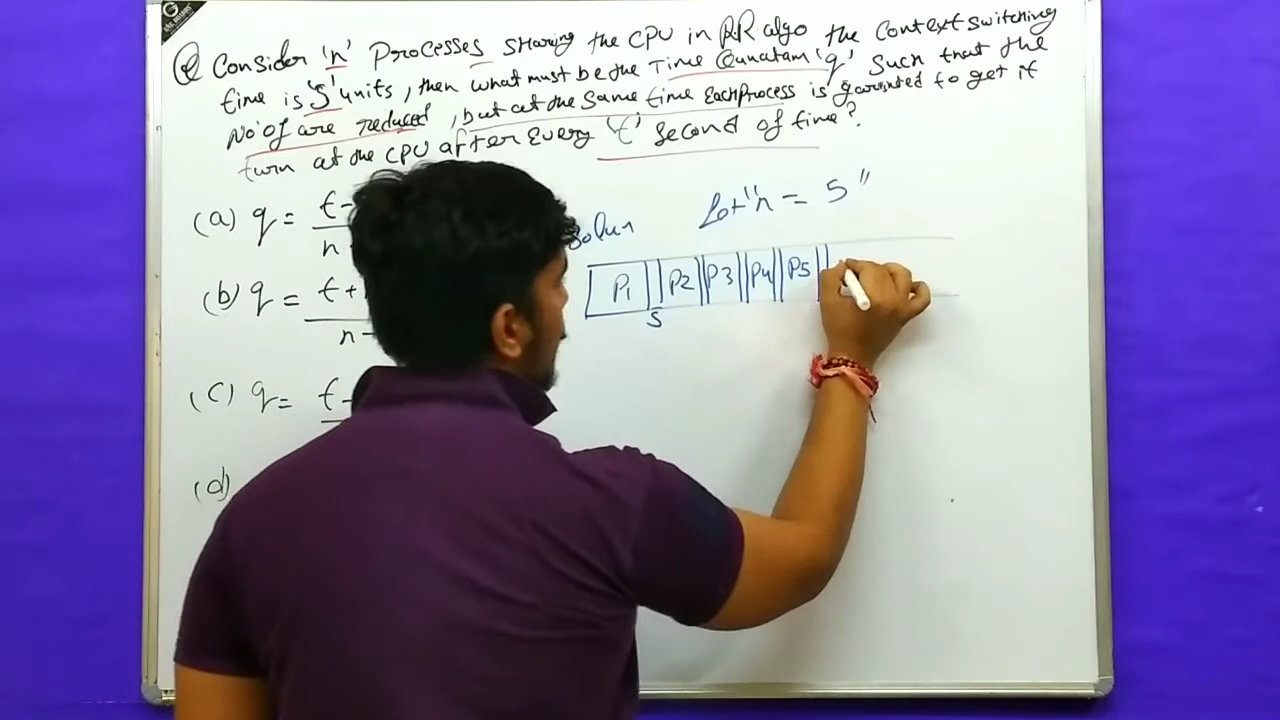 Q Consider 'n' Processes sharing the CPU in RR algo the Context switching
time is 'S' units, then what must be the Time Qunatam 'q' such that the
No of are reduced, but at the same time Each Process is garunted to get it
turn at the CPU after Every 't' Second of time?
(a) q = t-
n
(b) q = t+
n-
(c) q = t-
(d)
Solun
Let "n = 5"
P1 P2 P3 P4 P5
S